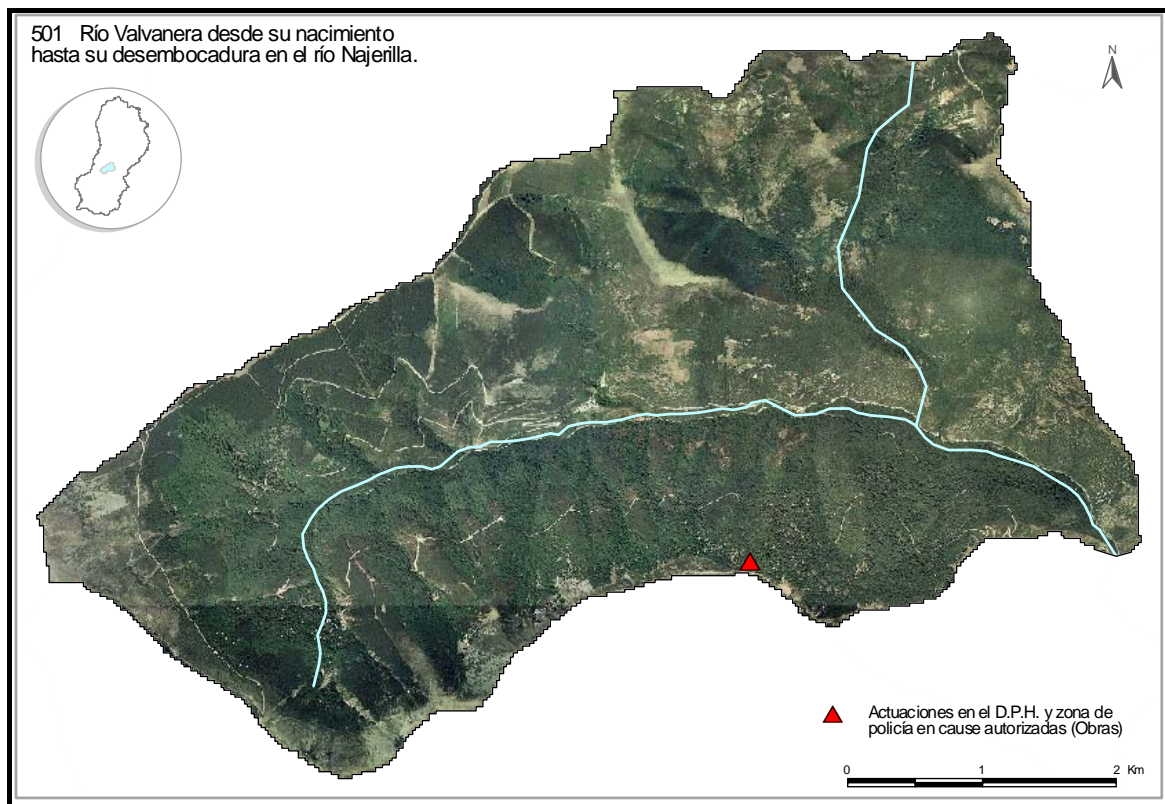 501 Río Valvanera desde su nacimiento
hasta su desembocadura en el río Najerilla.
N
Actuaciones en el D.P.H. y zona de
policía en cause autorizadas (Obras)
0 1 2 Km